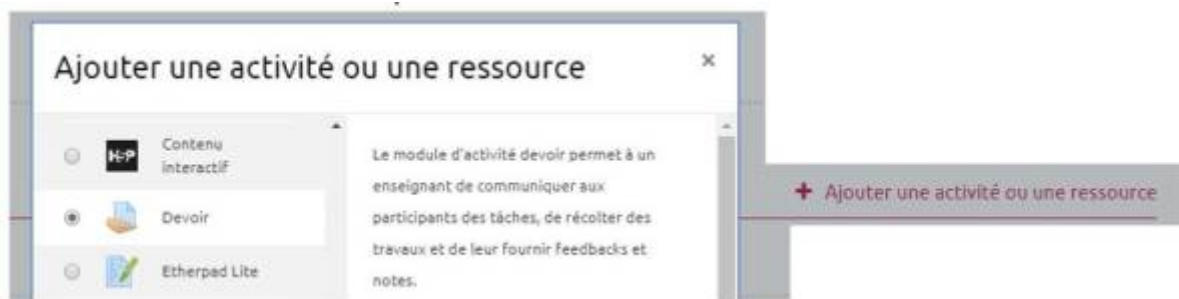 Ajouter une activité ou une ressource ×
H-P
Contenu
interactif
Devoir
Etherpad Lite
Le module d'activité devoir permet à un
enseignant de communiquer aux
participants des tâches, de récolter des
travaux et de leur fournir feedbacks et
notes.
+ Ajouter une activité ou une ressource